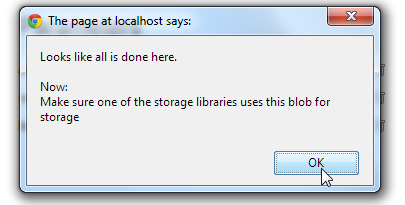 The page at localhost says:
Looks like all is done here.
Now:
Make sure one of the storage libraries uses this blob for
storage
OK